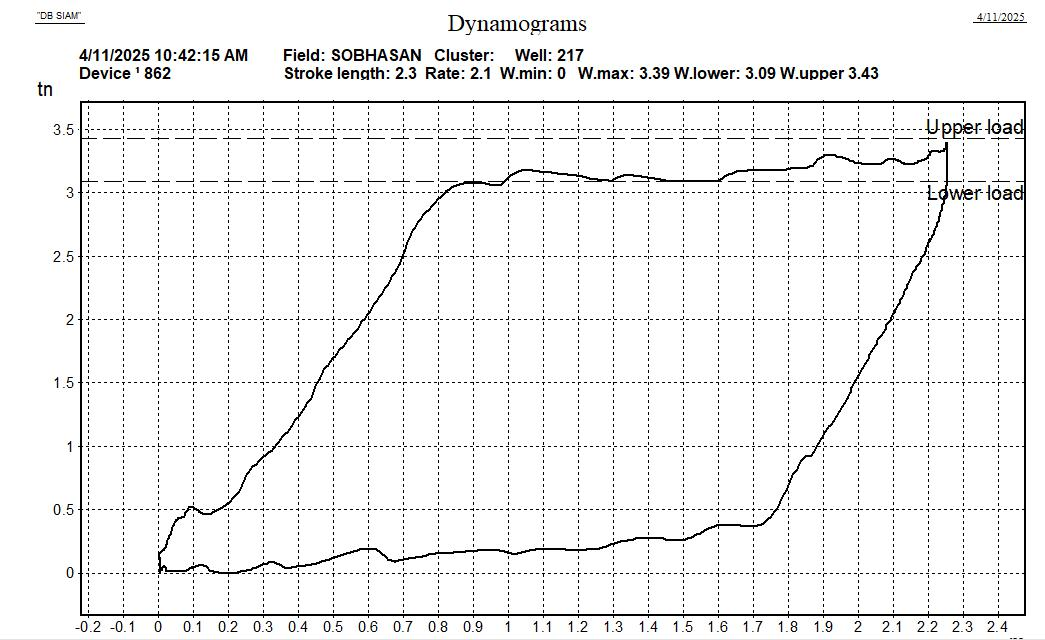 "DB SIAM"
4/11/2025
Dynamograms
4/11/2025 10:42:15 AM Field: SOBHASAN Cluster: Well: 217
Device ¹ 862 Stroke length: 2.3 Rate: 2.1 W.min: 0 W.max: 3.39 W.lower: 3.09 W.upper 3.43
tn
Upper load
3.5
Lower load
3
2.5
2
1.5
1
0.5
0
-0.2 -0.1 0 0.1 0.2 0.3 0.4 0.5 0.6 0.7 0.8 0.9 1 1.1 1.2 1.3 1.4 1.5 1.6 1.7 1.8 1.9 2 2.1 2.2 2.3 2.4